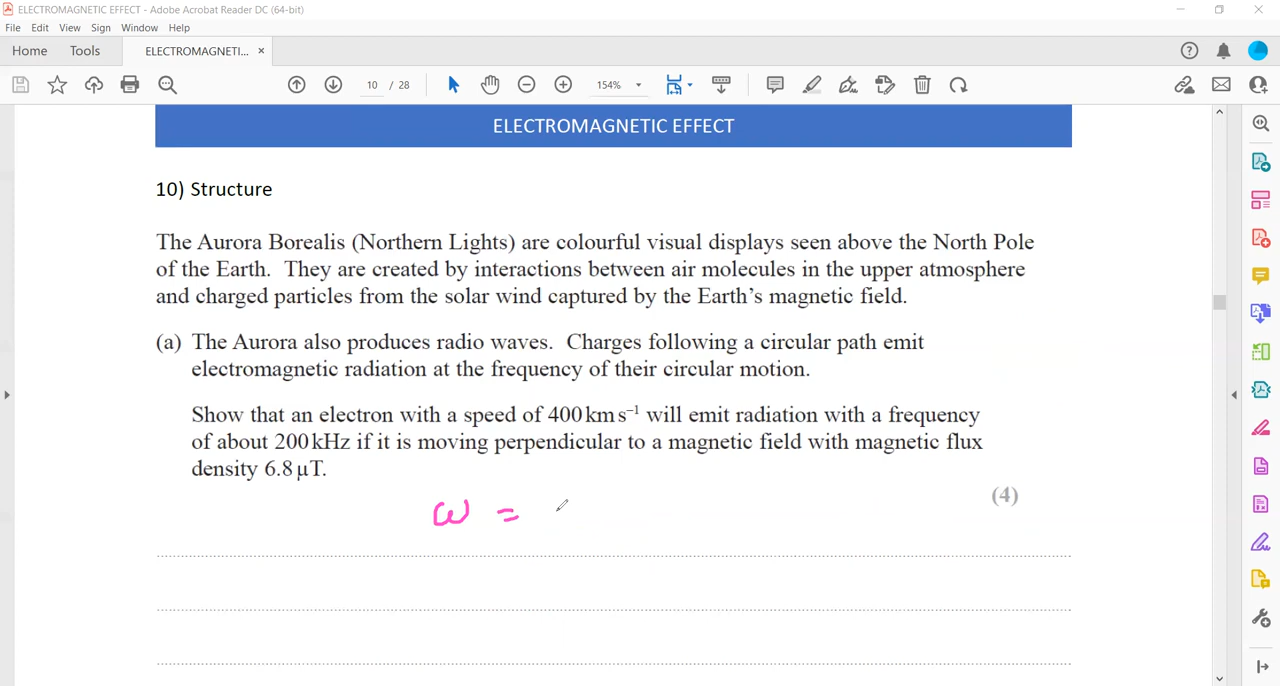 ELECTROMAGNETIC EFFECT - Adobe Acrobat Reader DC (64-bit)
File Edit View Sign Window Help
Home Tools ELECTROMAGNETI... ×
10 / 28 154%
ELECTROMAGNETIC EFFECT
10) Structure
The Aurora Borealis (Northern Lights) are colourful visual displays seen above the North Pole
of the Earth. They are created by interactions between air molecules in the upper atmosphere
and charged particles from the solar wind captured by the Earth's magnetic field.
(a) The Aurora also produces radio waves. Charges following a circular path emit
electromagnetic radiation at the frequency of their circular motion.
Show that an electron with a speed of 400 km s⁻¹ will emit radiation with a frequency
of about 200 kHz if it is moving perpendicular to a magnetic field with magnetic flux
density 6.8 μT.
(4)
ω =